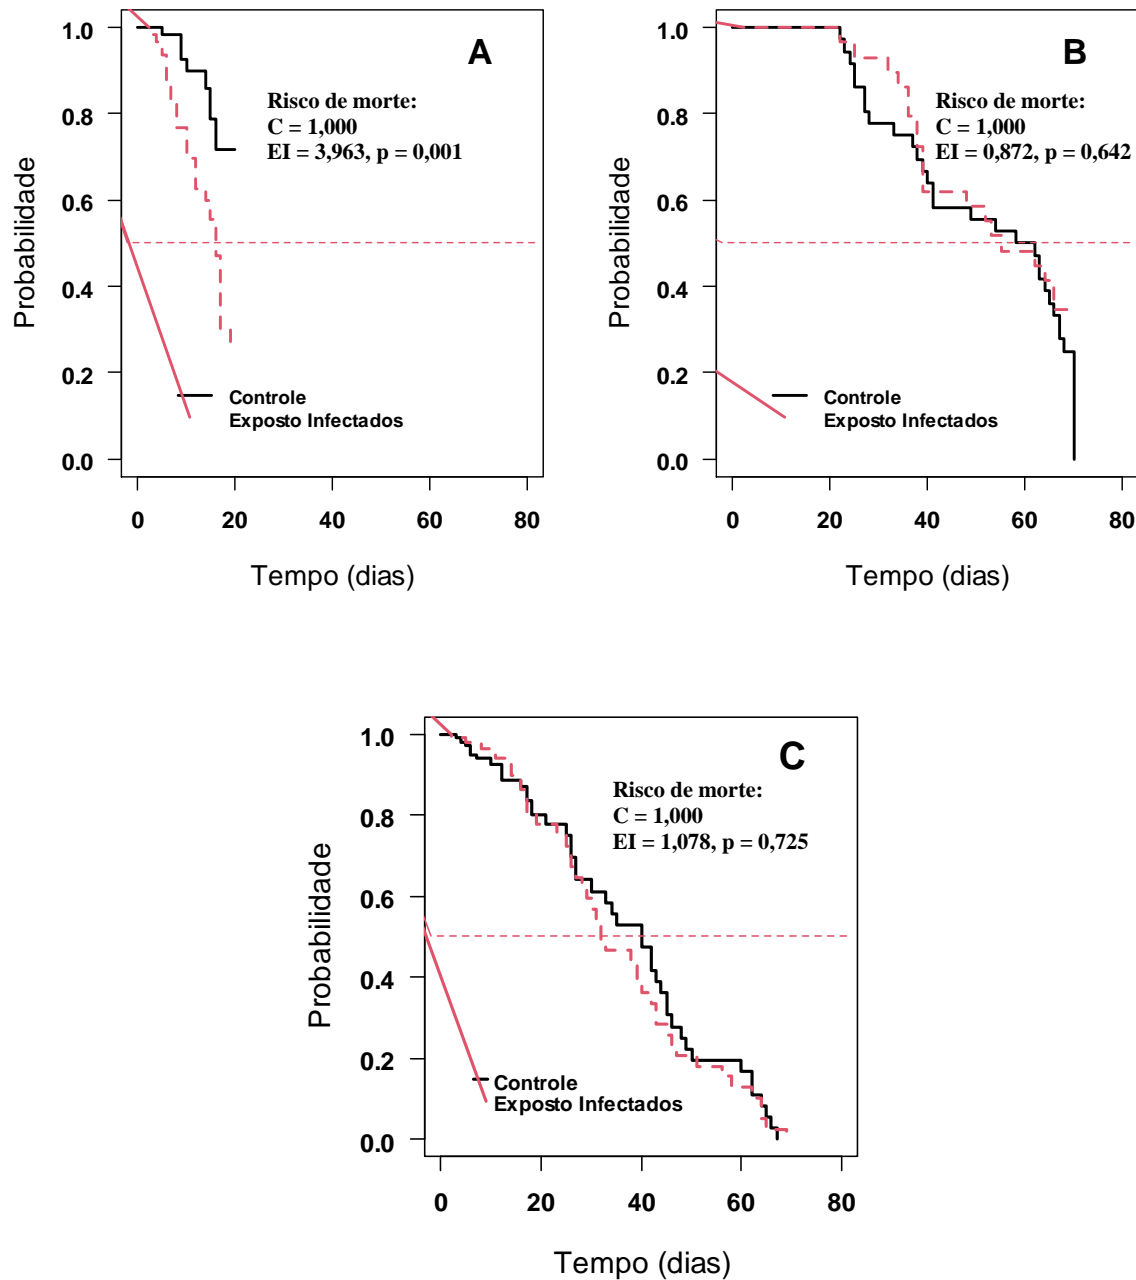 A
Risco de morte:
C = 1,000
EI = 3,963, p = 0,001
Probabilidade
1.0
0.8
0.6
0.4
0.2
0.0
Controle
Exposto Infectados
0 20 40 60 80
Tempo (dias)
B
Risco de morte:
C = 1,000
EI = 0,872, p = 0,642
Probabilidade
1.0
0.8
0.6
0.4
0.2
0.0
Controle
Exposto Infectados
0 20 40 60 80
Tempo (dias)
C
Risco de morte:
C = 1,000
EI = 1,078, p = 0,725
Probabilidade
1.0
0.8
0.6
0.4
0.2
0.0
Controle
Exposto Infectados
0 20 40 60 80
Tempo (dias)